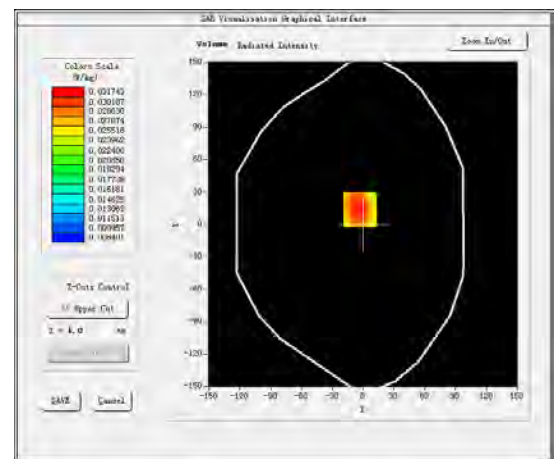 SAR Visualisation Graphical Interface
Volume Radiated Intensity
Zoom In/Out
Colors Scale
(W/kg)
0.031743
0.030187
0.028630
0.027074
0.025518
0.023962
0.022406
0.020850
0.019294
0.017738
0.016181
0.014625
0.013069
0.011513
0.009957
0.008401
150
120
90
60
30
0
-30
-60
-90
-120
-150
-150 -120 -90 -60 -30 0 30 60 90 120 150
Z-Cuts Control
Upper Cut
SAVE
Cancel